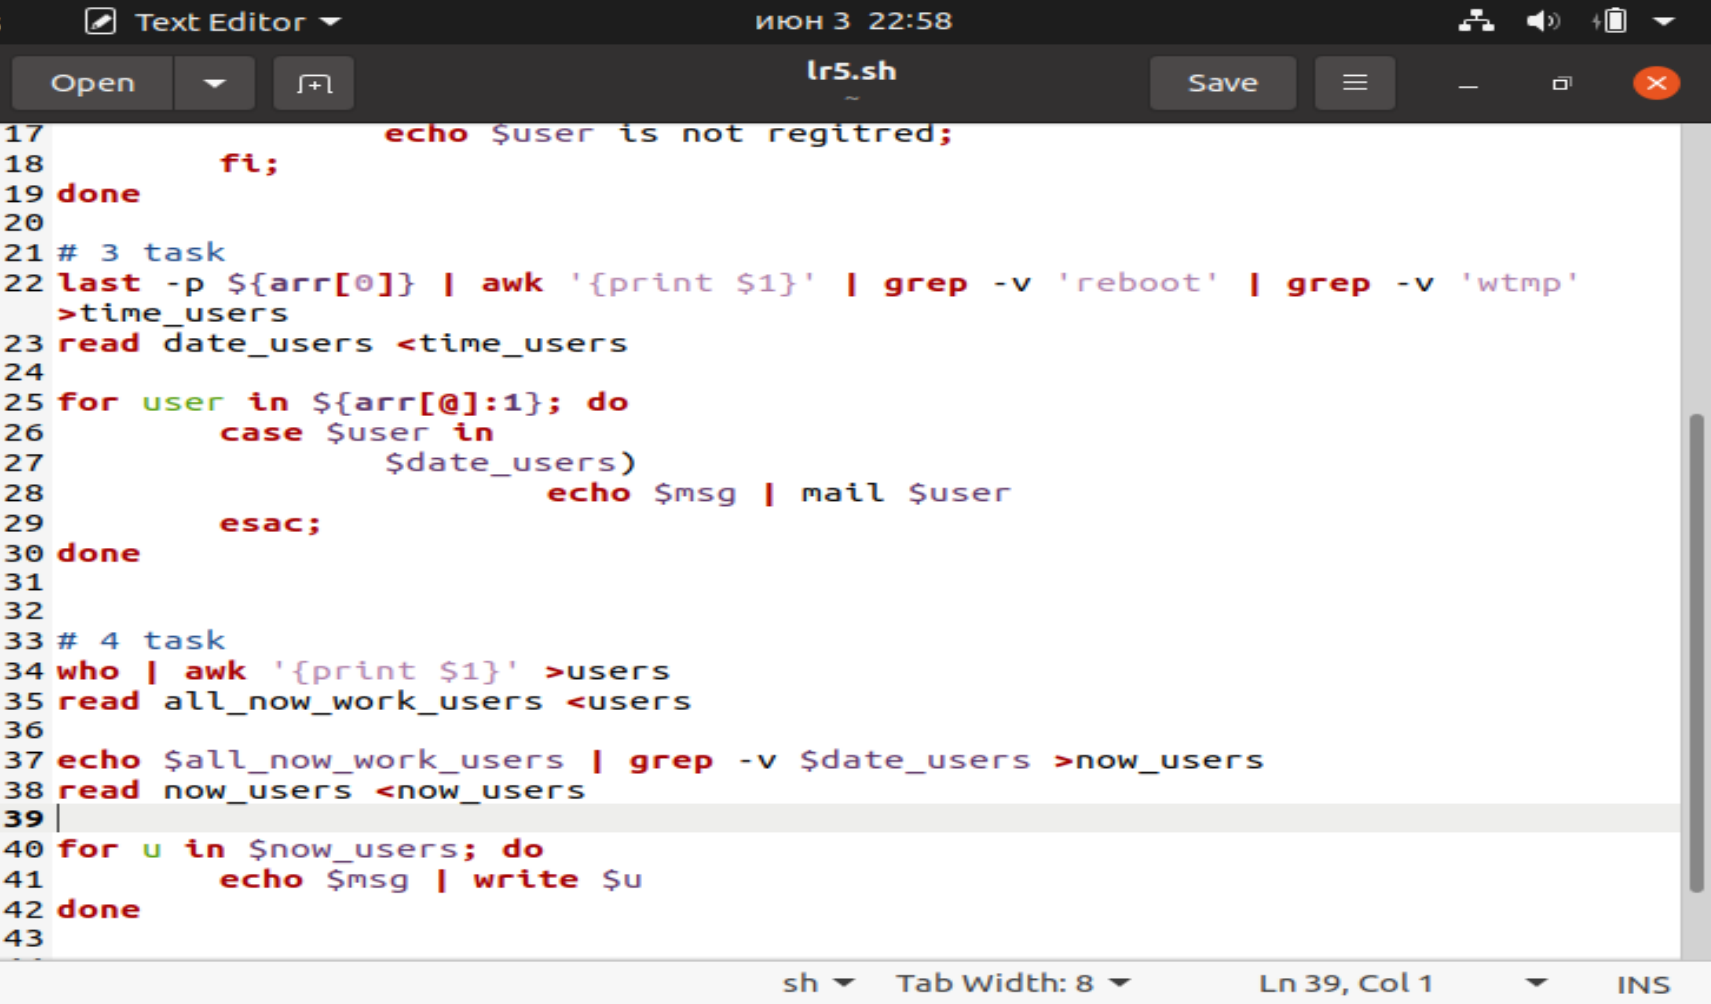 Text Editor
июн 3 22:58
Open
lr5.sh
~
Save
17 echo $user is not regitred;
18 fi;
19 done
20
21 # 3 task
22 last -p ${arr[0]} | awk '{print $1}' | grep -v 'reboot' | grep -v 'wtmp'
>time_users
23 read date_users <time_users
24
25 for user in ${arr[@]:1}; do
26 case $user in
27 $date_users)
28 echo $msg | mail $user
29 esac;
30 done
31
32
33 # 4 task
34 who | awk '{print $1}' >users
35 read all_now_work_users <users
36
37 echo $all_now_work_users | grep -v $date_users >now_users
38 read now_users <now_users
39
40 for u in $now_users; do
41 echo $msg | write $u
42 done
43
sh Tab Width: 8 Ln 39, Col 1 INS